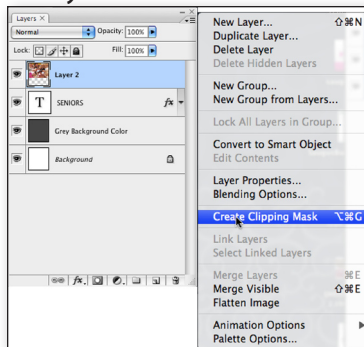 Layers ×
Normal Opacity: 100%
Lock: Fill: 100%
Layer 2
T SENIORS fx
Grey Background Color
Background
fx.
New Layer... ⇧⌘N
Duplicate Layer...
Delete Layer
Delete Hidden Layers
New Group...
New Group from Layers...
Lock All Layers in Group...
Convert to Smart Object
Edit Contents
Layer Properties...
Blending Options...
Create Clipping Mask ⌥⌘G
Link Layers
Select Linked Layers
Merge Layers ⌘E
Merge Visible ⇧⌘E
Flatten Image
Animation Options
Palette Options...